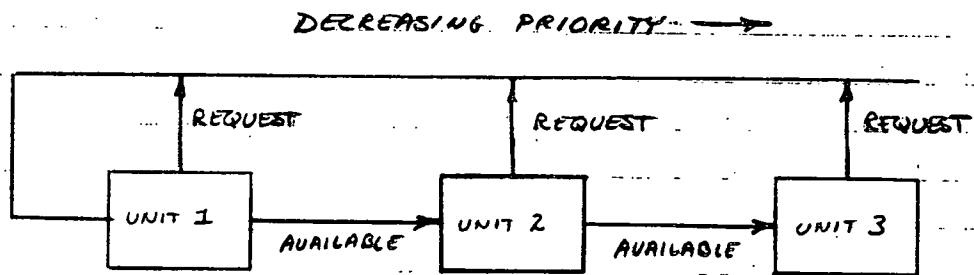 DECREASING PRIORITY
REQUEST
REQUEST
REQUEST
UNIT 1
UNIT 2
UNIT 3
AVAILABLE
AVAILABLE